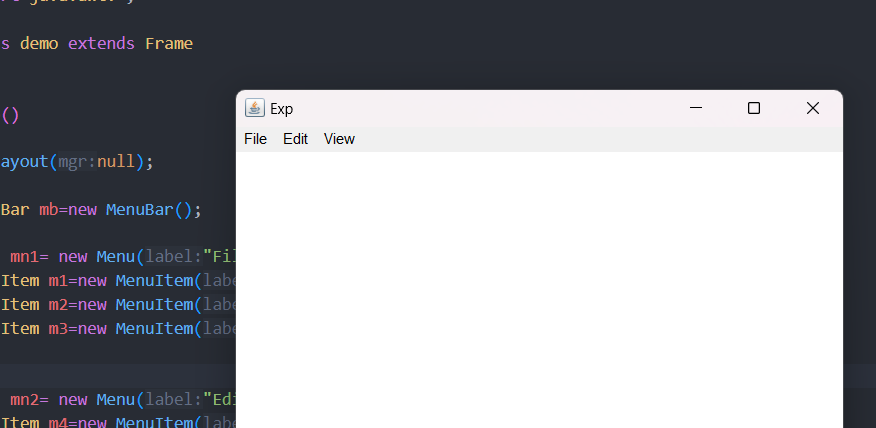 s demo extends Frame
()
ayout(mgr:null);
Bar mb=new MenuBar();
mn1= new Menu(label:"Fil
Item m1=new MenuItem(labe
Item m2=new MenuItem(labe
Item m3=new MenuItem(labe
mn2= new Menu(label:"Edi
Item m4=new MenuItem(labe
Exp
File Edit View